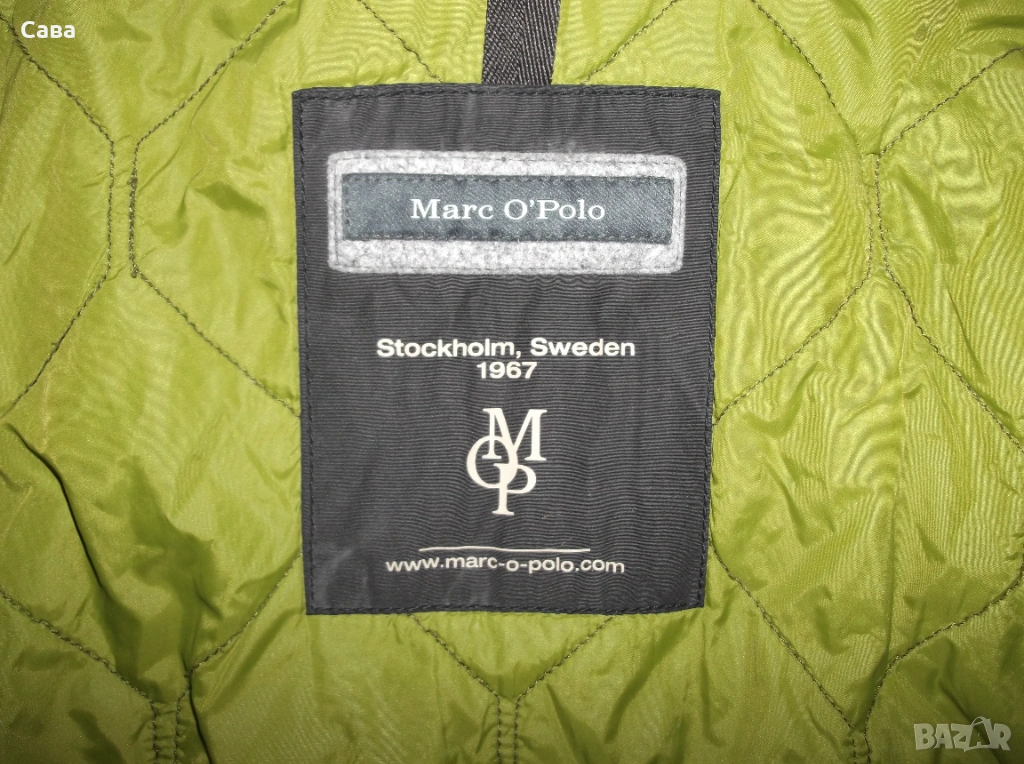 Сава
Marc O'Polo
Stockholm, Sweden
1967
MOP
www.marc-o-polo.com
BAZAR